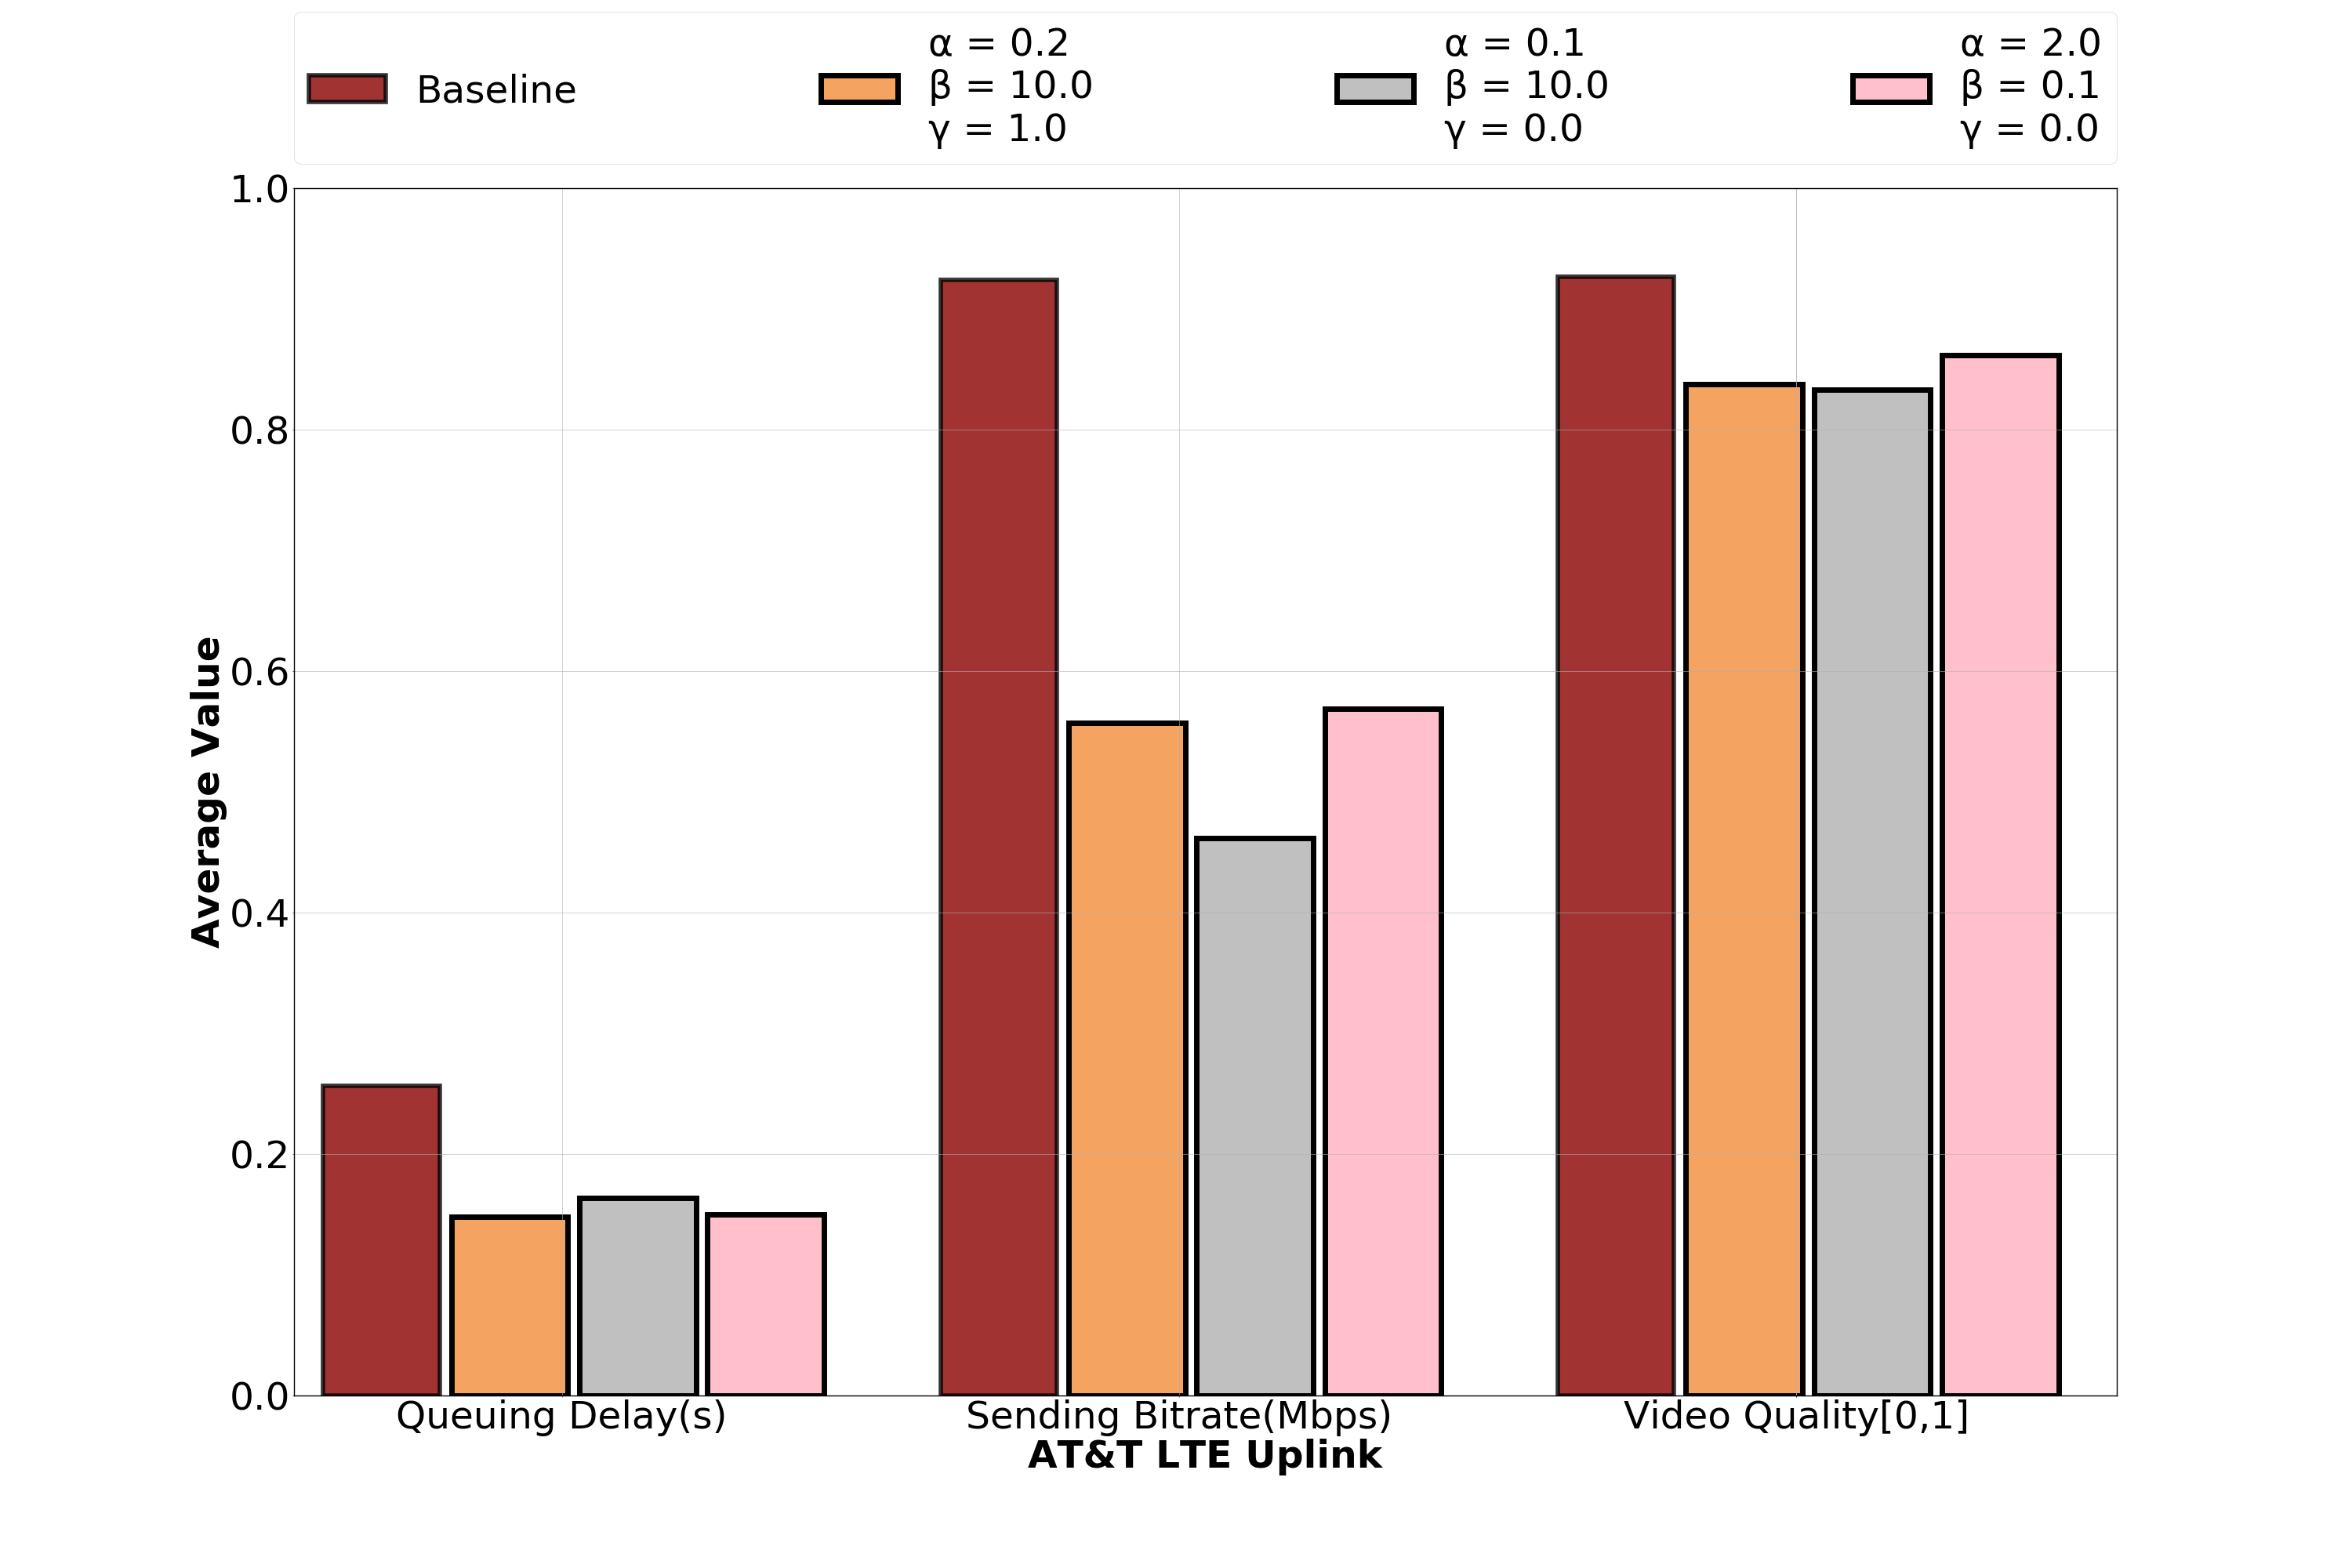 Baseline
α = 0.2
β = 10.0
γ = 1.0
α = 0.1
β = 10.0
γ = 0.0
α = 2.0
β = 0.1
γ = 0.0
1.0
0.8
0.6
0.4
0.2
0.0
Average Value
Queuing Delay(s)
Sending Bitrate(Mbps)
Video Quality[0,1]
AT&T LTE Uplink